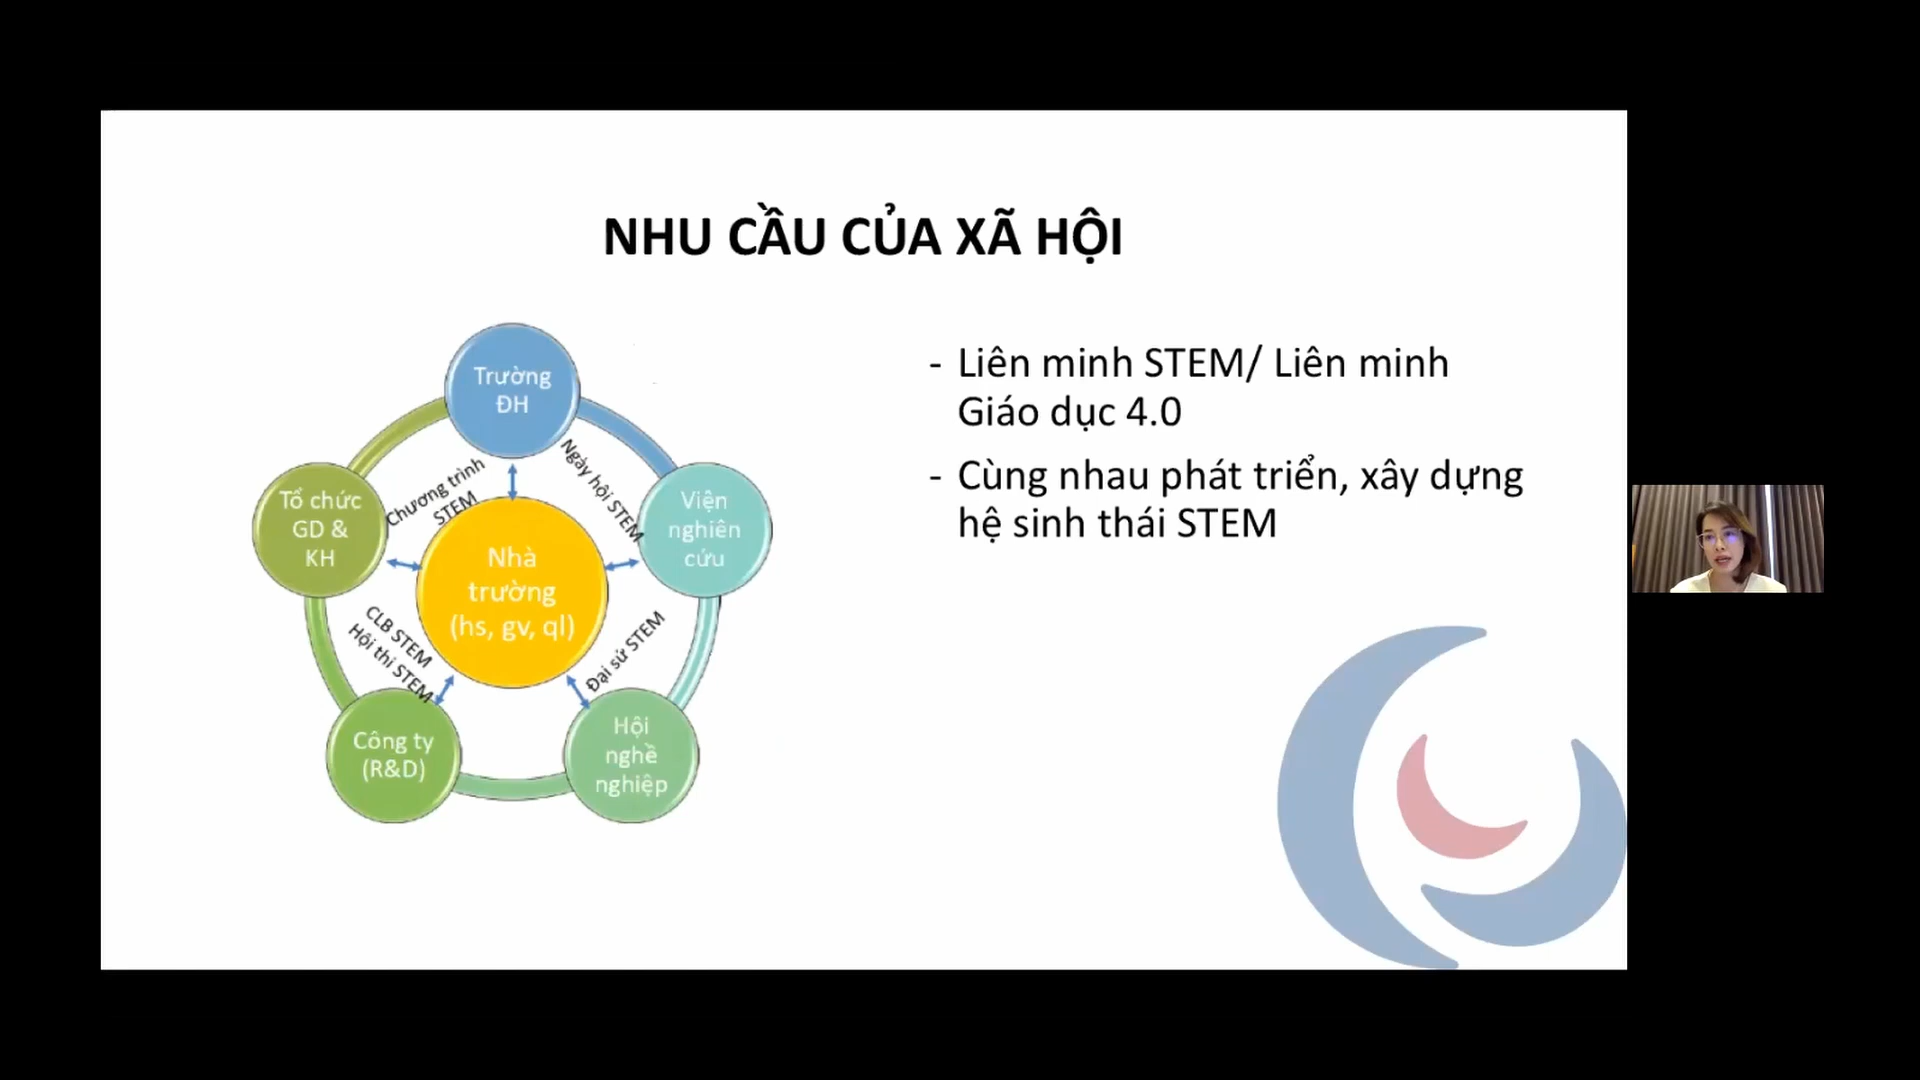 NHU CẦU CỦA XÃ HỘI
Trường
ĐH
Tổ chức
GD &
KH
Chương trình
STEM
Ngày hội STEM
Viện
nghiên
cứu
Nhà
trường
(hs, gv, ql)
CLB STEM
Hội thi STEM
Đại sứ STEM
Công ty
(R&D)
Hội
nghề
nghiệp
- Liên minh STEM/ Liên minh
Giáo dục 4.0
- Cùng nhau phát triển, xây dựng
hệ sinh thái STEM